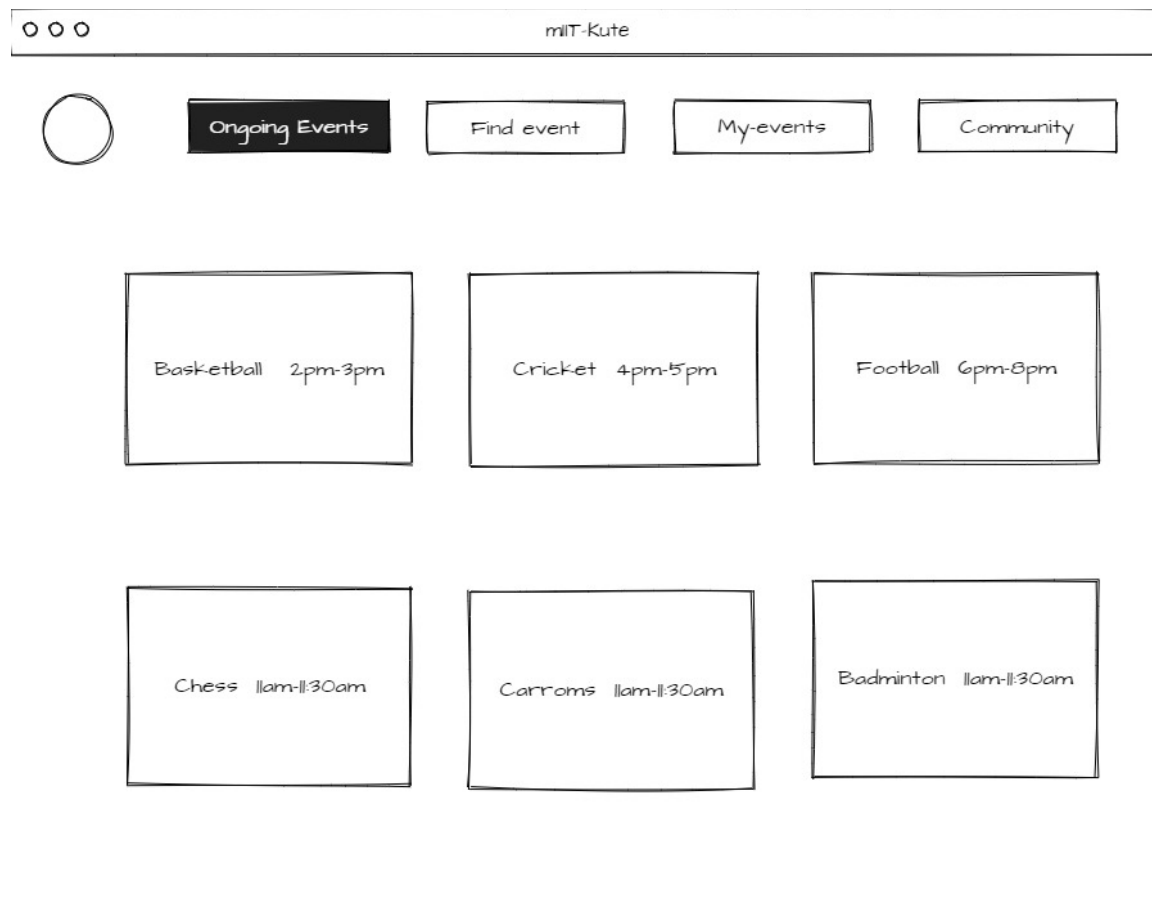 mIIT-Kute
Ongoing Events
Find event
My-events
Community
Basketball 2pm-3pm
Cricket 4pm-5pm
Football 6pm-8pm
Chess 11am-11:30am
Carroms 11am-11:30am
Badminton 11am-11:30am